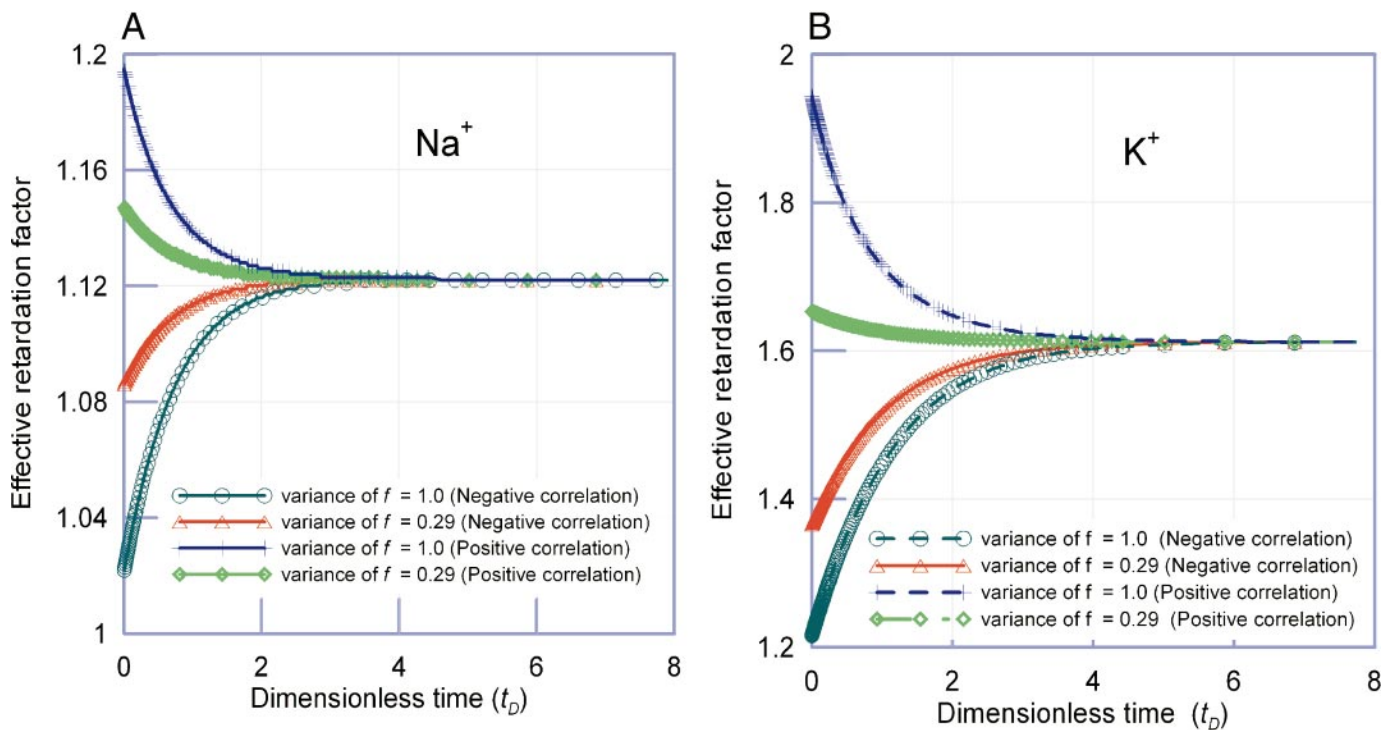 A
1.2
1.16
1.12
1.08
1.04
1
Effective retardation factor
Na+
variance of f = 1.0 (Negative correlation)
variance of f = 0.29 (Negative correlation)
variance of f = 1.0 (Positive correlation)
variance of f = 0.29 (Positive correlation)
0 2 4 6 8
Dimensionless time (tD)
B
2
1.8
1.6
1.4
1.2
Effective retardation factor
K+
variance of f = 1.0 (Negative correlation)
variance of f = 0.29 (Negative correlation)
variance of f = 1.0 (Positive correlation)
variance of f = 0.29 (Positive correlation)
0 2 4 6 8
Dimensionless time (tD)